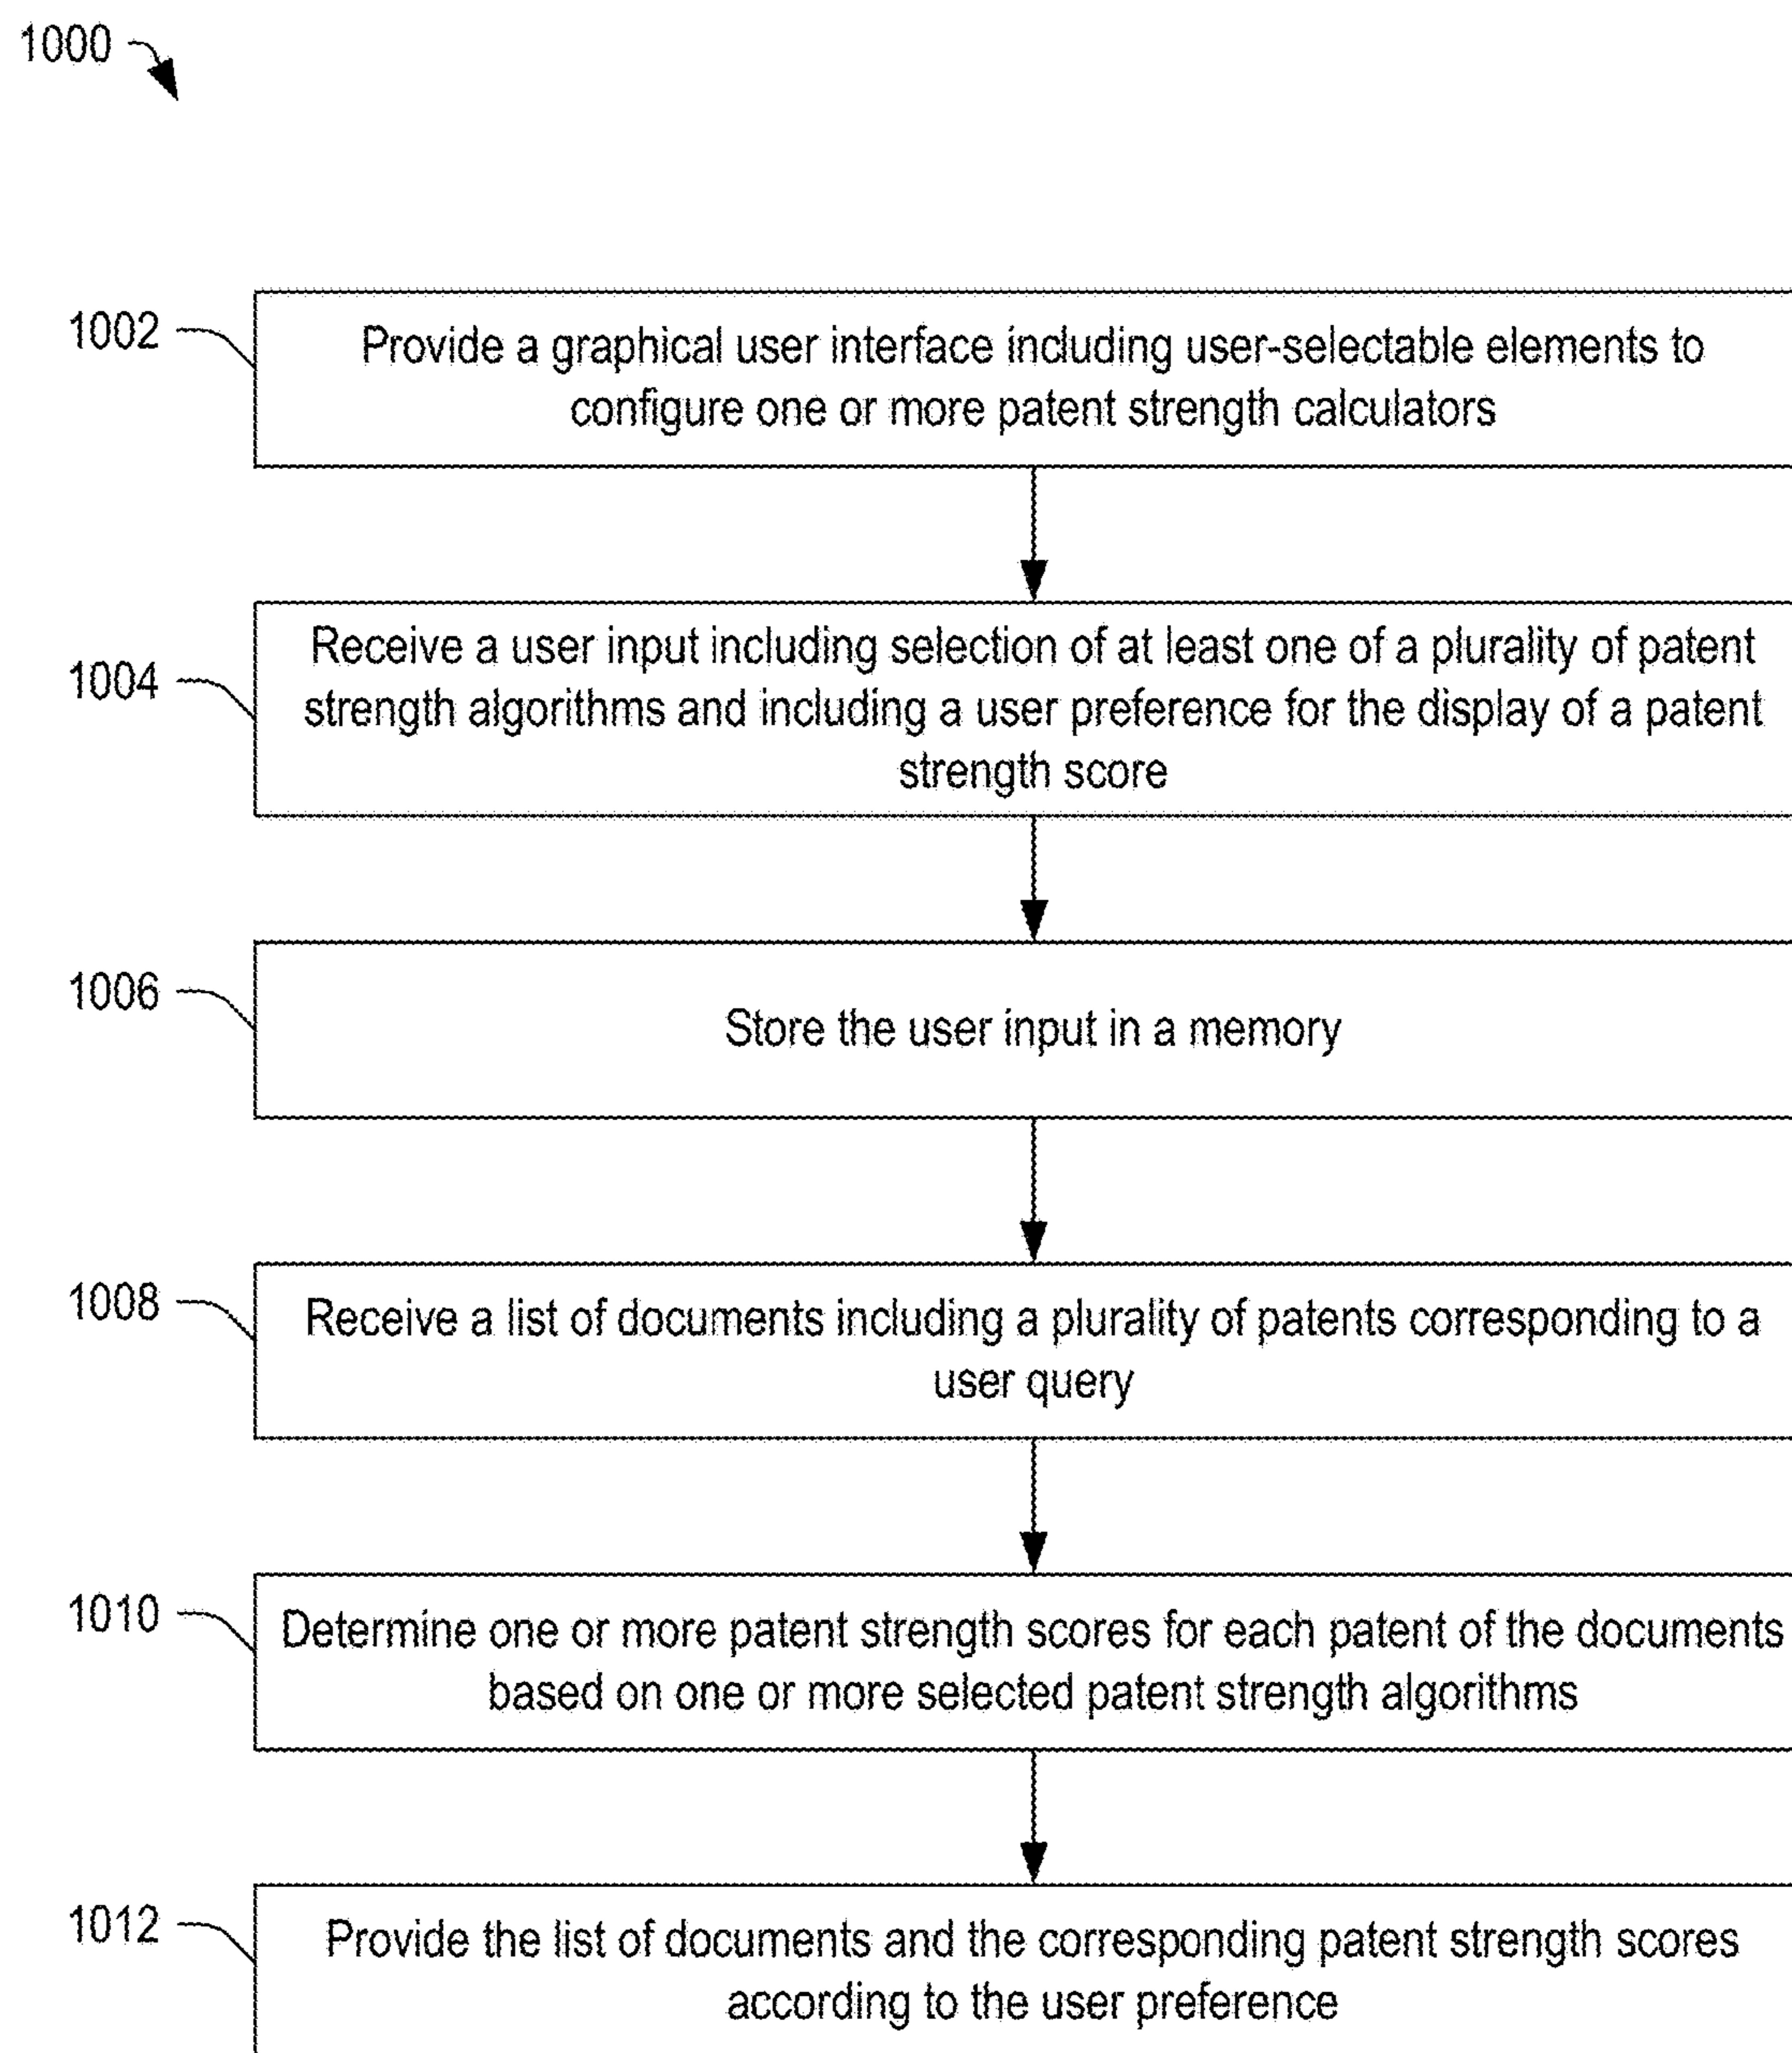 1000
1002
Provide a graphical user interface including user-selectable elements to
configure one or more patent strength calculators
1004
Receive a user input including selection of at least one of a plurality of patent
strength algorithms and including a user preference for the display of a patent
strength score
1006
Store the user input in a memory
1008
Receive a list of documents including a plurality of patents corresponding to a
user query
1010
Determine one or more patent strength scores for each patent of the documents
based on one or more selected patent strength algorithms
1012
Provide the list of documents and the corresponding patent strength scores
according to the user preference